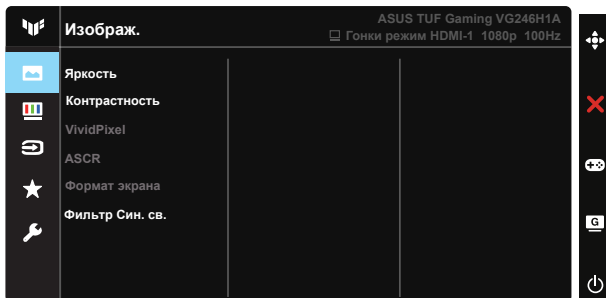 Изображ.
ASUS TUF Gaming VG246H1A
Гонки режим HDMI-1 1080p 100Hz
Яркость
Контрастность
VividPixel
ASCR
Формат экрана
Фильтр Син. св.
G